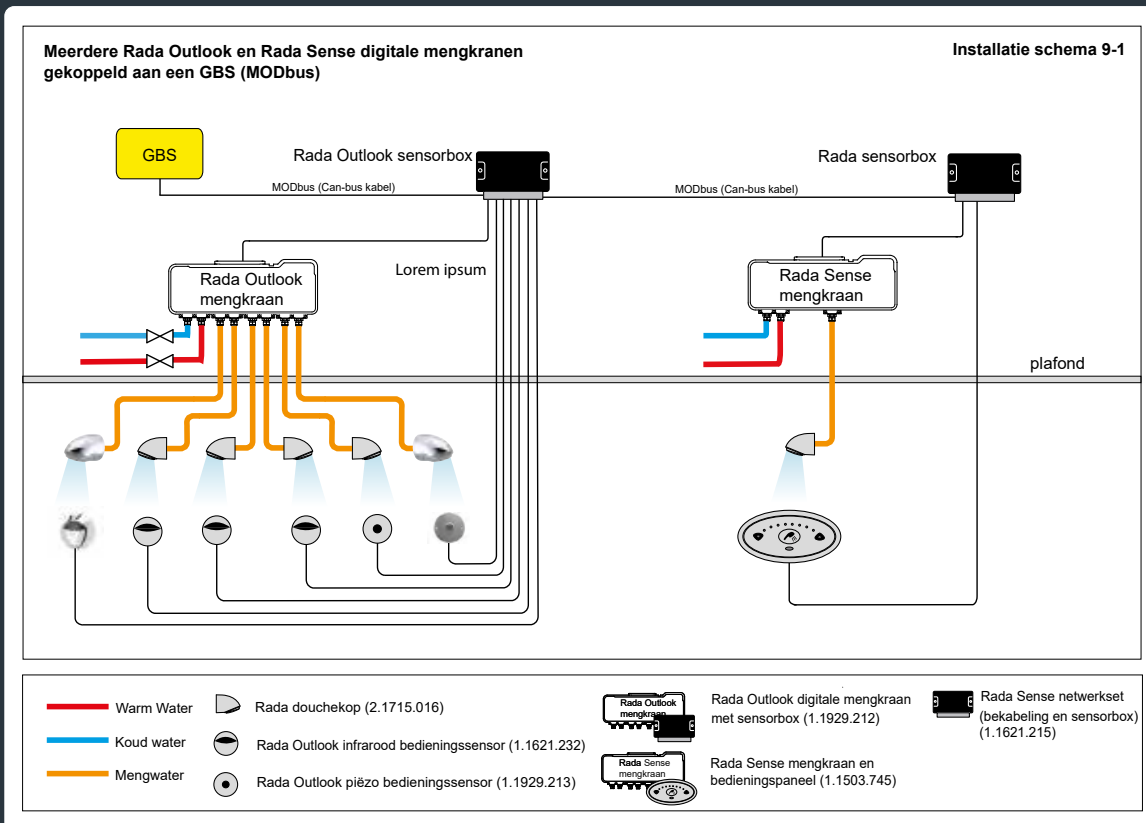 Meerdere Rada Outlook en Rada Sense digitale mengkranen
gekoppeld aan een GBS (MODbus)
Installatie schema 9-1
GBS
Rada Outlook sensorbox
Rada sensorbox
MODbus (Can-bus kabel)
MODbus (Can-bus kabel)
Lorem ipsum
Rada Outlook
mengkraan
Rada Sense
mengkraan
plafond
Warm Water
Koud water
Mengwater
Rada douchekop (2.1715.016)
Rada Outlook infrarood bedieningssensor (1.1621.232)
Rada Outlook piëzo bedieningssensor (1.1929.213)
Rada Outlook
mengkraan
Rada Outlook digitale mengkraan
met sensorbox (1.1929.212)
Rada Sense
mengkraan
Rada Sense mengkraan en
bedieningspaneel (1.1503.745)
Rada Sense netwerkset
(bekabeling en sensorbox)
(1.1621.215)